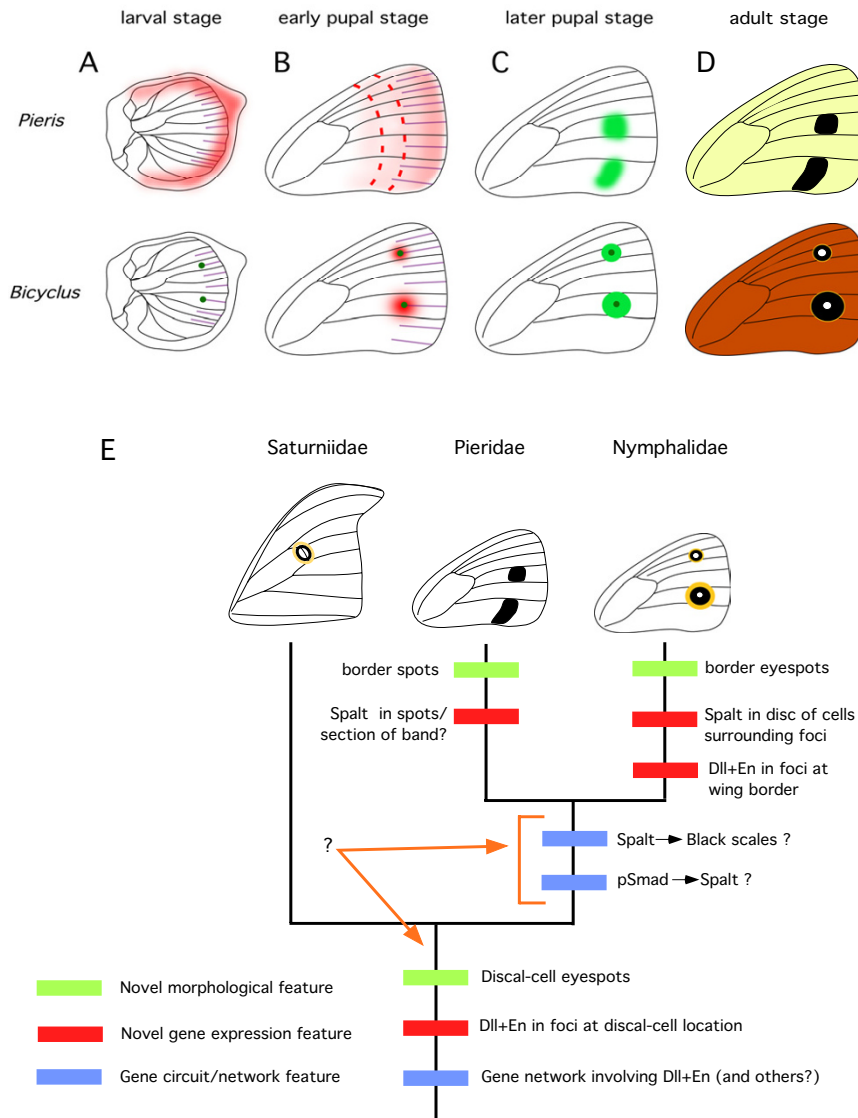 larval stage
early pupal stage
later pupal stage
adult stage
A
B
C
D
Pieris
Bicyclus
E
Saturniidae
Pieridae
Nymphalidae
border spots
border eyespots
Spalt in spots/
section of band?
Spalt in disc of cells
surrounding foci
Dll+En in foci at
wing border
?
Spalt → Black scales ?
pSmad → Spalt ?
Novel morphological feature
Discal-cell eyespots
Novel gene expression feature
Dll+En in foci at discal-cell location
Gene circuit/network feature
Gene network involving Dll+En (and others?)